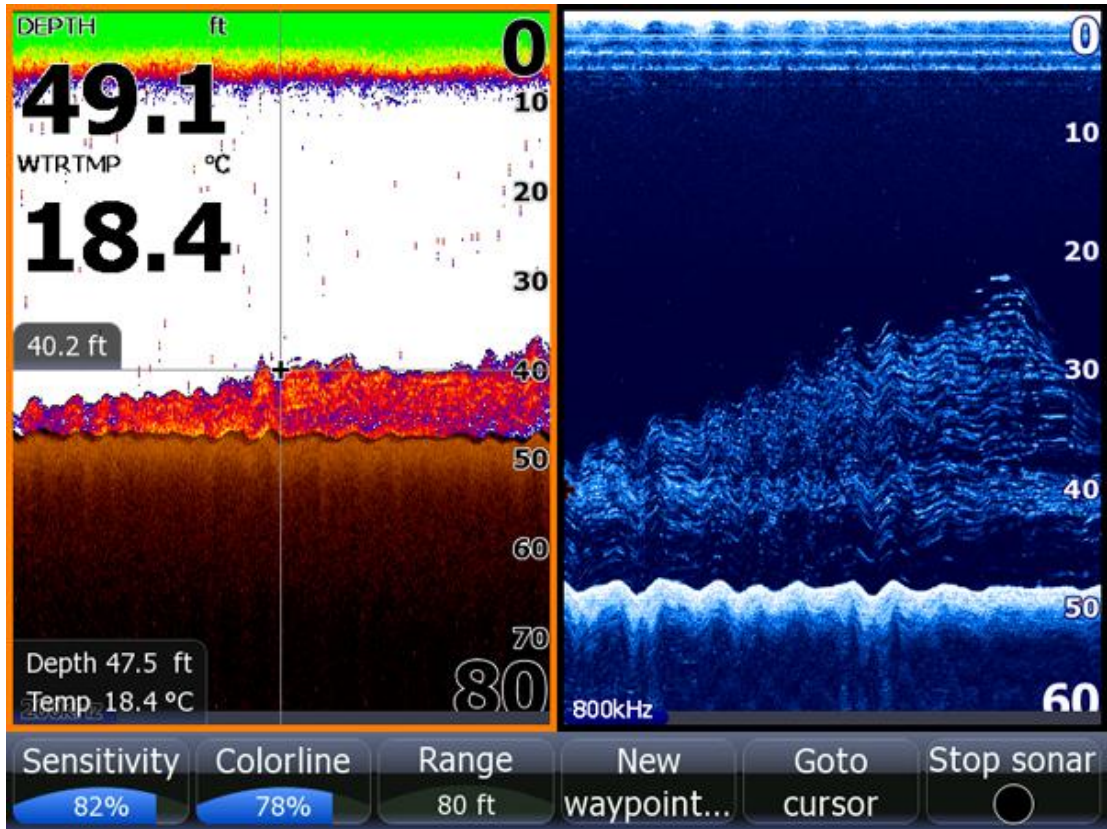 DEPTH ft
49.1
WTRTMP °C
18.4
40.2 ft
0
10
20
30
40
50
60
70
80
Depth 47.5 ft
Temp 18.4 °C
200kHz
0
10
20
30
40
50
60
800kHz
Sensitivity
82%
Colorline
78%
Range
80 ft
New
waypoint...
Goto
cursor
Stop sonar